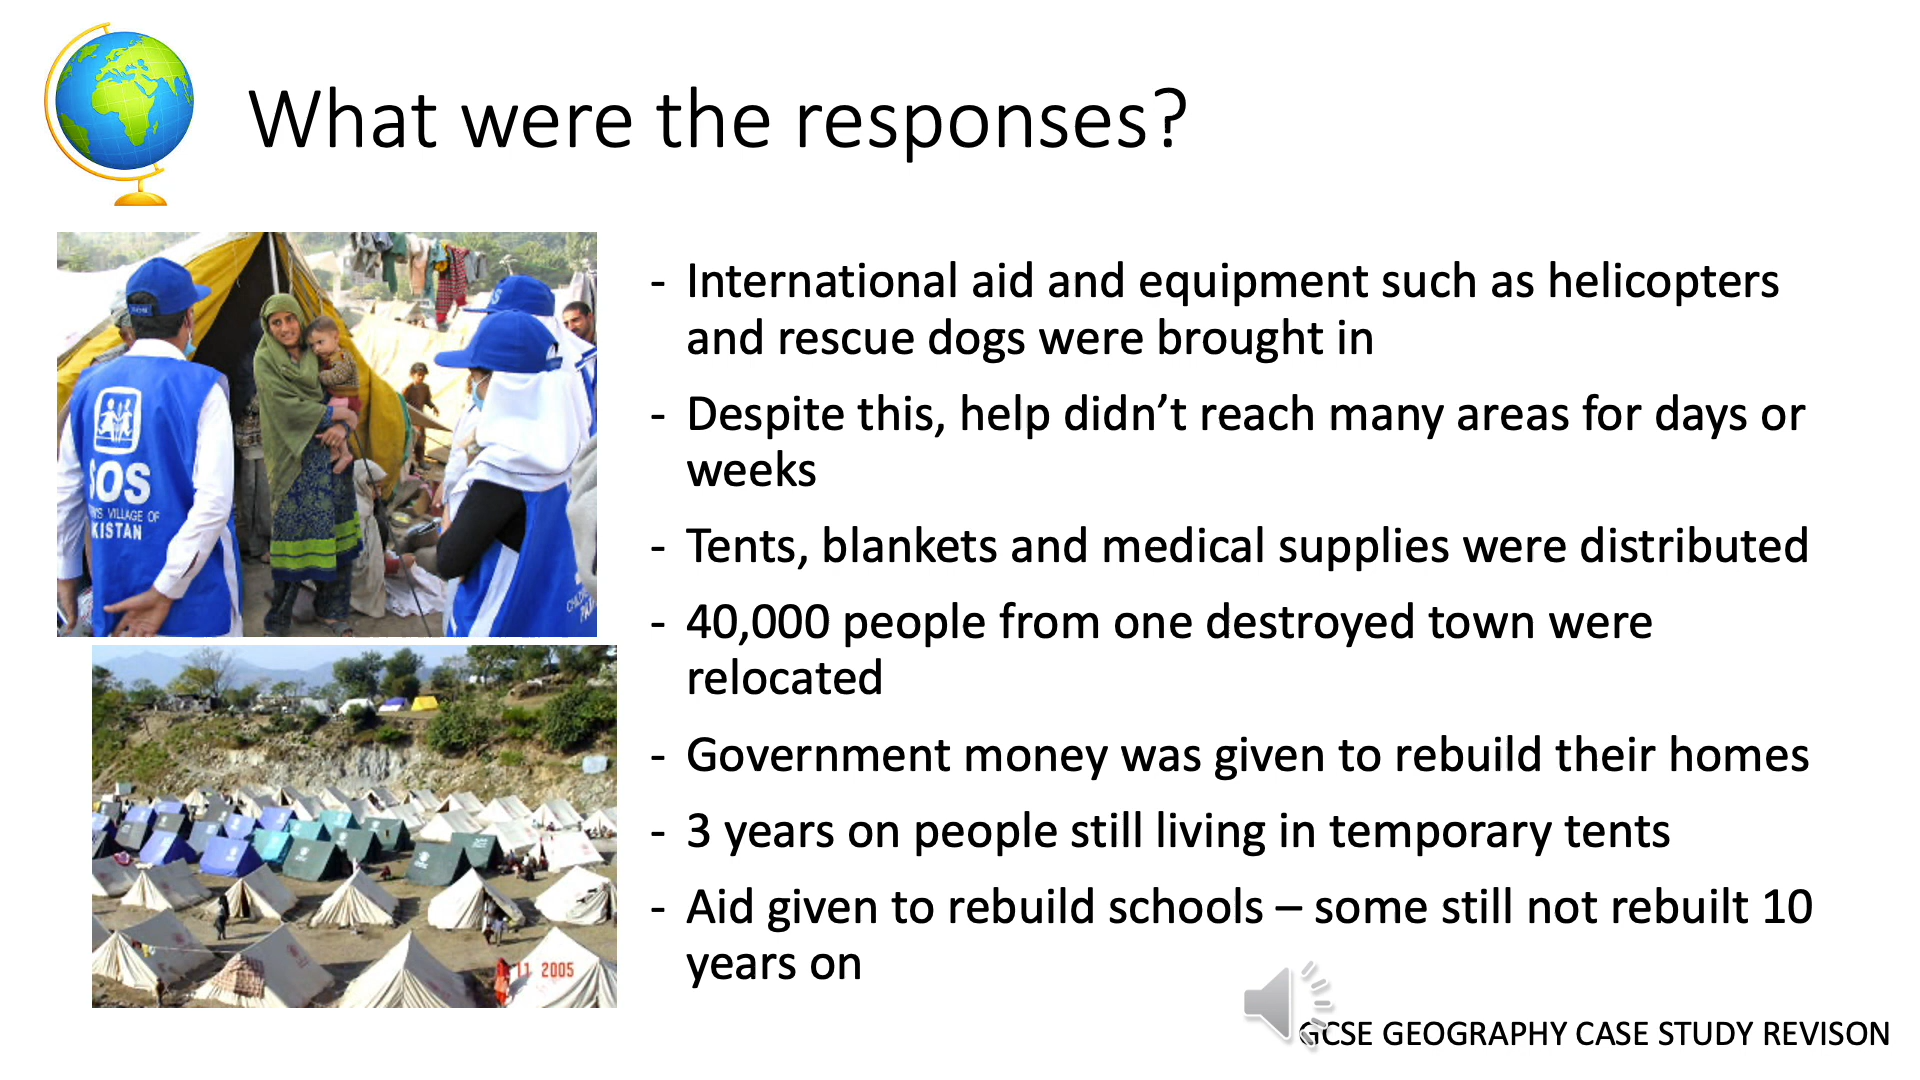 What were the responses?
- International aid and equipment such as helicopters
and rescue dogs were brought in
- Despite this, help didn’t reach many areas for days or
weeks
- Tents, blankets and medical supplies were distributed
- 40,000 people from one destroyed town were
relocated
- Government money was given to rebuild their homes
- 3 years on people still living in temporary tents
- Aid given to rebuild schools – some still not rebuilt 10
years on
SOS
VILLAGE OF
KISTAN
11 2005
GCSE GEOGRAPHY CASE STUDY REVISON